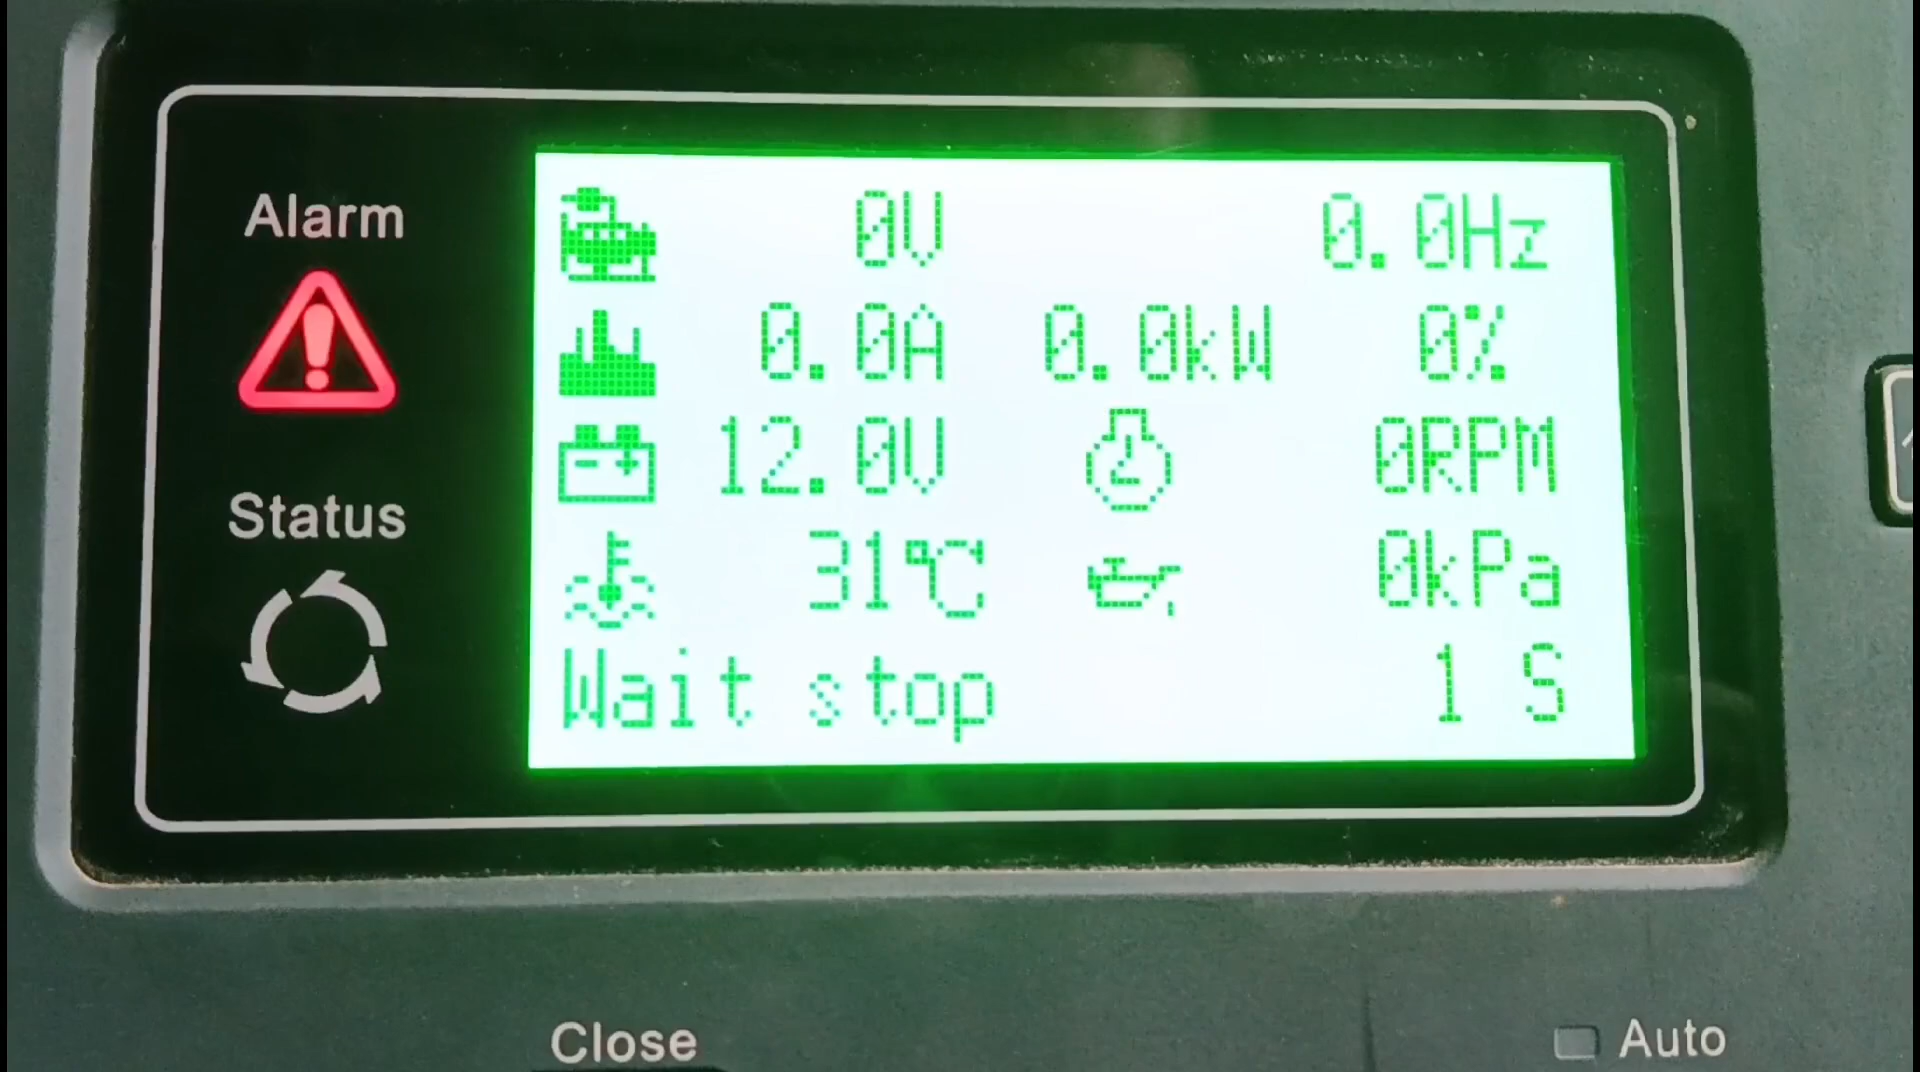 Alarm
Status
0V 0.0Hz
0.0A 0.0kW 0%
12.0V 0RPM
31℃ 0kPa
Wait stop 1 S
Close
Auto